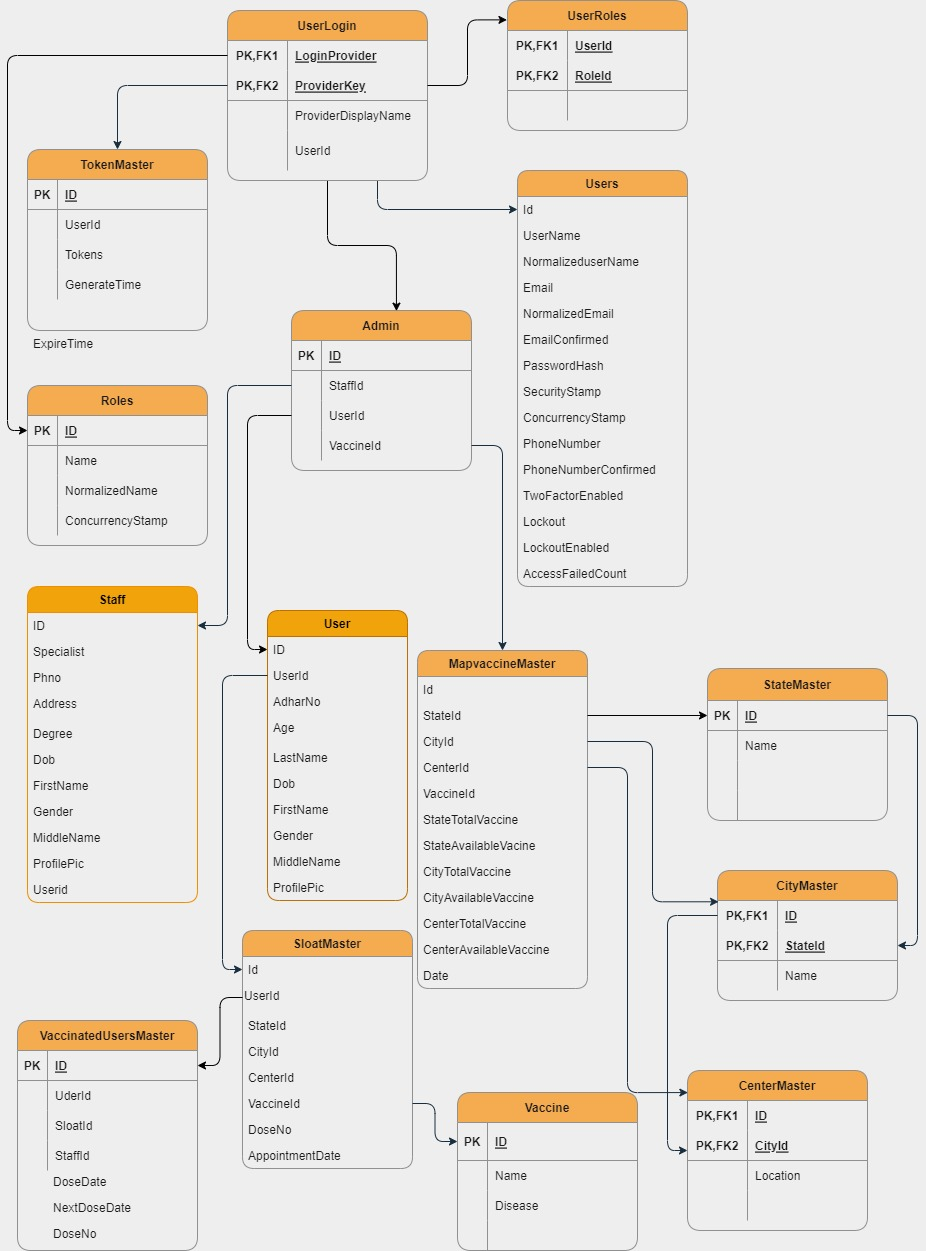 UserLogin
PK,FK1 LoginProvider
PK,FK2 ProviderKey
ProviderDisplayName
UserId
UserRoles
PK,FK1 UserId
PK,FK2 RoleId
TokenMaster
PK ID
UserId
Tokens
GenerateTime
ExpireTime
Users
Id
UserName
NormalizeduserName
Email
NormalizedEmail
EmailConfirmed
PasswordHash
SecurityStamp
ConcurrencyStamp
PhoneNumber
PhoneNumberConfirmed
TwoFactorEnabled
Lockout
LockoutEnabled
AccessFailedCount
Admin
PK ID
StaffId
UserId
VaccineId
Roles
PK ID
Name
NormalizedName
ConcurrencyStamp
Staff
ID
Specialist
Phno
Address
Degree
Dob
FirstName
Gender
MiddleName
ProfilePic
Userid
User
ID
UserId
AdharNo
Age
LastName
Dob
FirstName
Gender
MiddleName
ProfilePic
MapvaccineMaster
Id
StateId
CityId
CenterId
VaccineId
StateTotalVaccine
StateAvailableVacine
CityTotalVaccine
CityAvailableVaccine
CenterTotalVaccine
CenterAvailableVaccine
Date
StateMaster
PK ID
Name
CityMaster
PK,FK1 ID
PK,FK2 StateId
Name
SloatMaster
Id
UserId
StateId
CityId
CenterId
VaccineId
DoseNo
AppointmentDate
VaccinatedUsersMaster
PK ID
UderId
SloatId
StaffId
DoseDate
NextDoseDate
DoseNo
Vaccine
PK ID
Name
Disease
CenterMaster
PK,FK1 ID
PK,FK2 CityId
Location